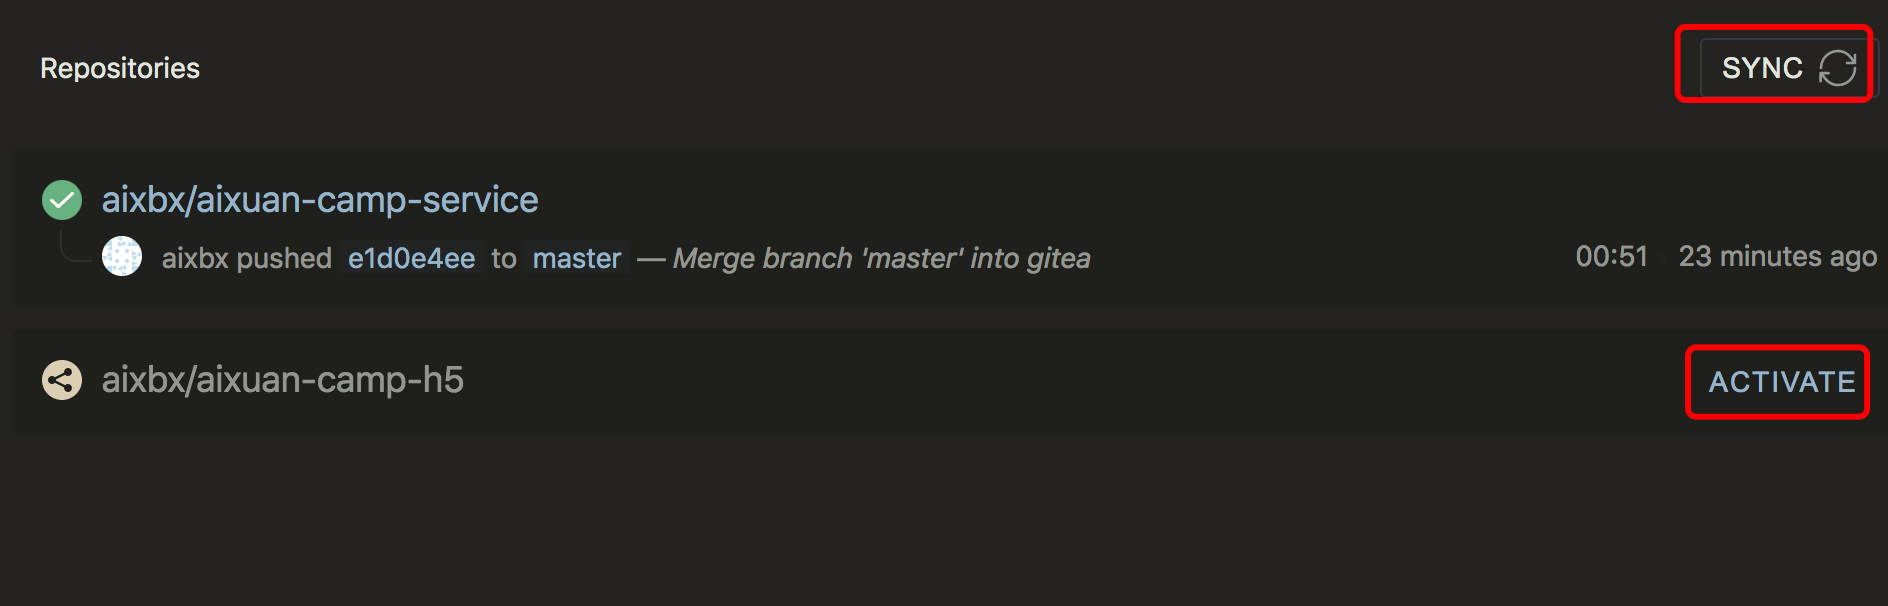 Repositories
SYNC
aixbx/aixuan-camp-service
aixbx pushed e1d0e4ee to master — Merge branch 'master' into gitea
00:51 23 minutes ago
aixbx/aixuan-camp-h5
ACTIVATE